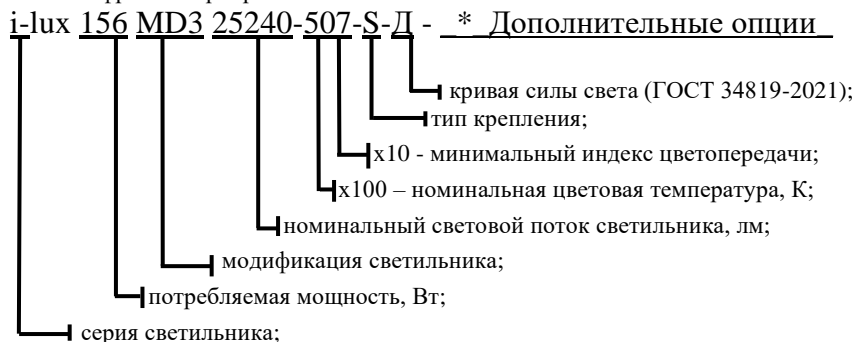 i-lux 156 MD3 25240-507-S-Д - _*_Дополнительные опции_
кривая силы света (ГОСТ 34819-2021);
тип крепления;
х10 - минимальный индекс цветопередачи;
х100 – номинальная цветовая температура, К;
номинальный световой поток светильника, лм;
модификация светильника;
потребляемая мощность, Вт;
серия светильника;